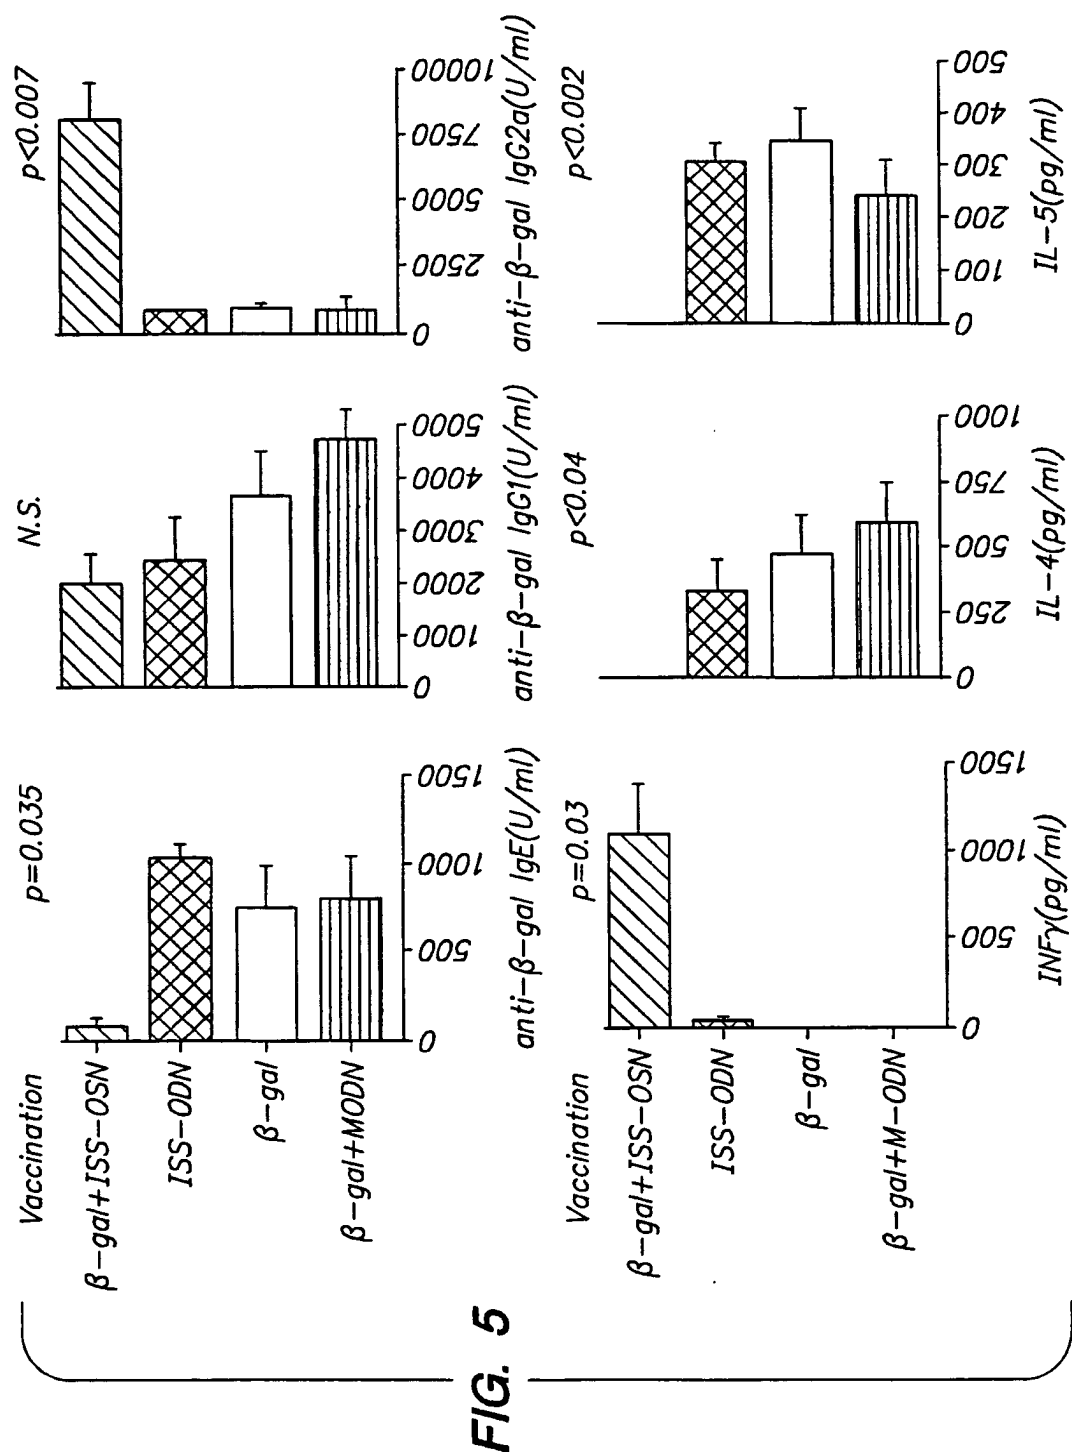 Vaccination
p=0.035
N.S.
p<0.007
β-gal+ISS-OSN
ISS-ODN
β-gal
β-gal+MODN
0
500
1000
1500
anti-β-gal IgE(U/ml)
0
1000
2000
3000
4000
5000
anti-β-gal IgG1(U/ml)
0
2500
5000
7500
10000
anti-β-gal IgG2a(U/ml)
Vaccination
p=0.03
p<0.04
p<0.002
β-gal+ISS-OSN
ISS-ODN
β-gal
β-gal+M-ODN
0
500
1000
1500
INFγ(pg/ml)
0
250
500
750
1000
IL-4(pg/ml)
0
100
200
300
400
500
IL-5(pg/ml)
FIG. 5